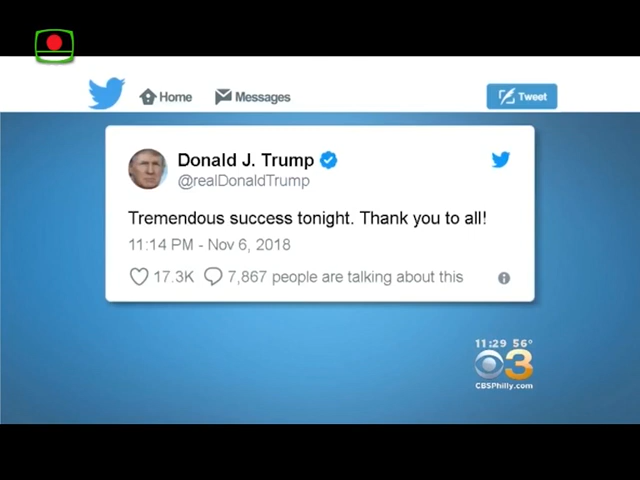 Home Messages Tweet
Donald J. Trump
@realDonaldTrump
Tremendous success tonight. Thank you to all!
11:14 PM - Nov 6, 2018
17.3K 7,867 people are talking about this
11:29 56°
3
CBSPhilly.com